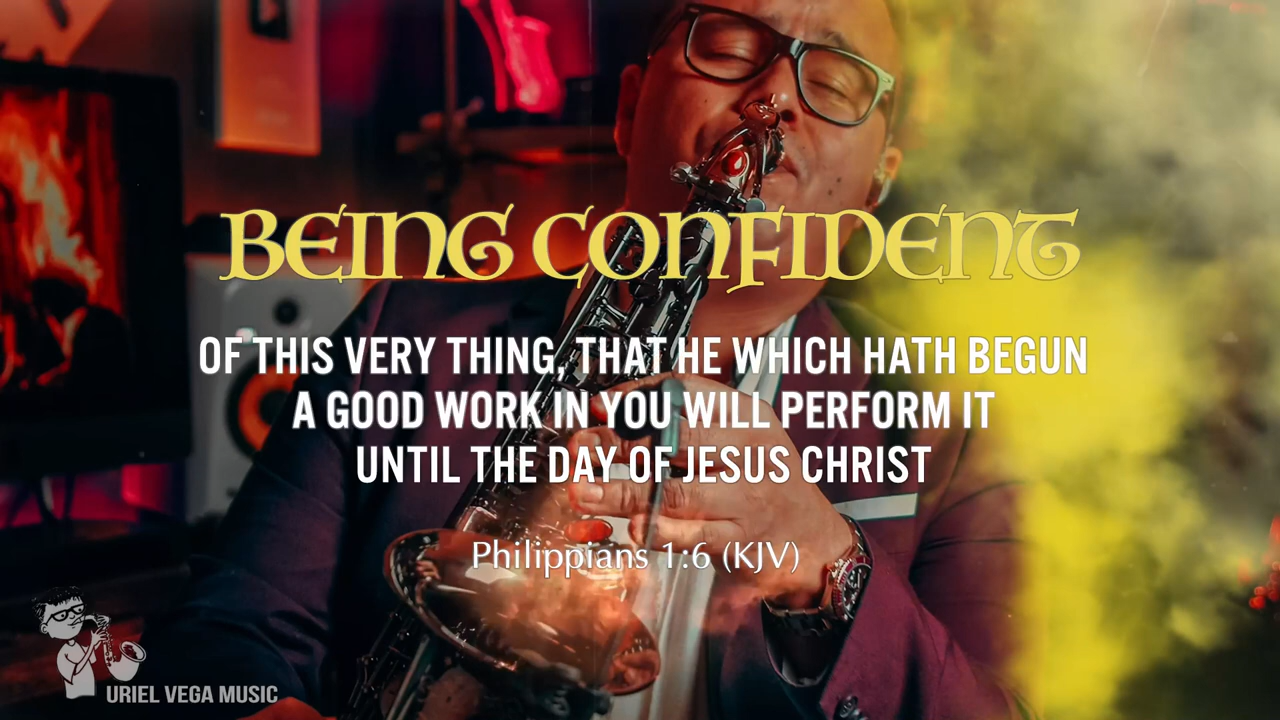 BEING CONFIDENT
OF THIS VERY THING, THAT HE WHICH HATH BEGUN
A GOOD WORK IN YOU WILL PERFORM IT
UNTIL THE DAY OF JESUS CHRIST
Philippians 1:6 (KJV)
URIEL VEGA MUSIC